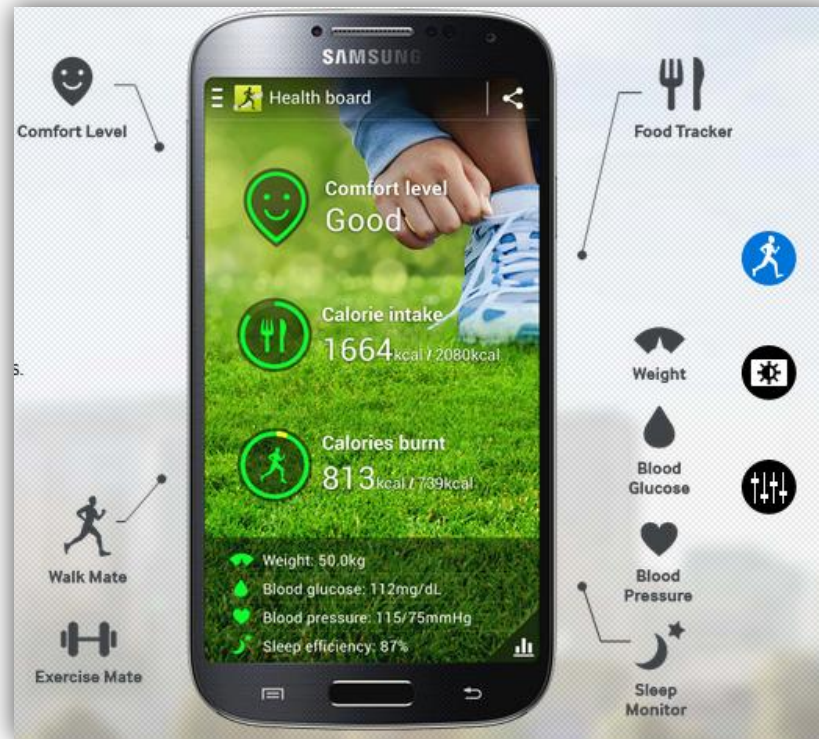 SAMSUNG
Health board
Comfort Level
Food Tracker
Comfort level
Good
Calorie intake
1664kcal / 2080kcal
s.
Weight
Calories burnt
813kcal / 739kcal
Blood
Glucose
Walk Mate
Weight: 50.0kg
Blood glucose: 112mg/dL
Blood pressure: 115/75mmHg
Sleep efficiency: 87%
Blood
Pressure
Exercise Mate
Sleep
Monitor